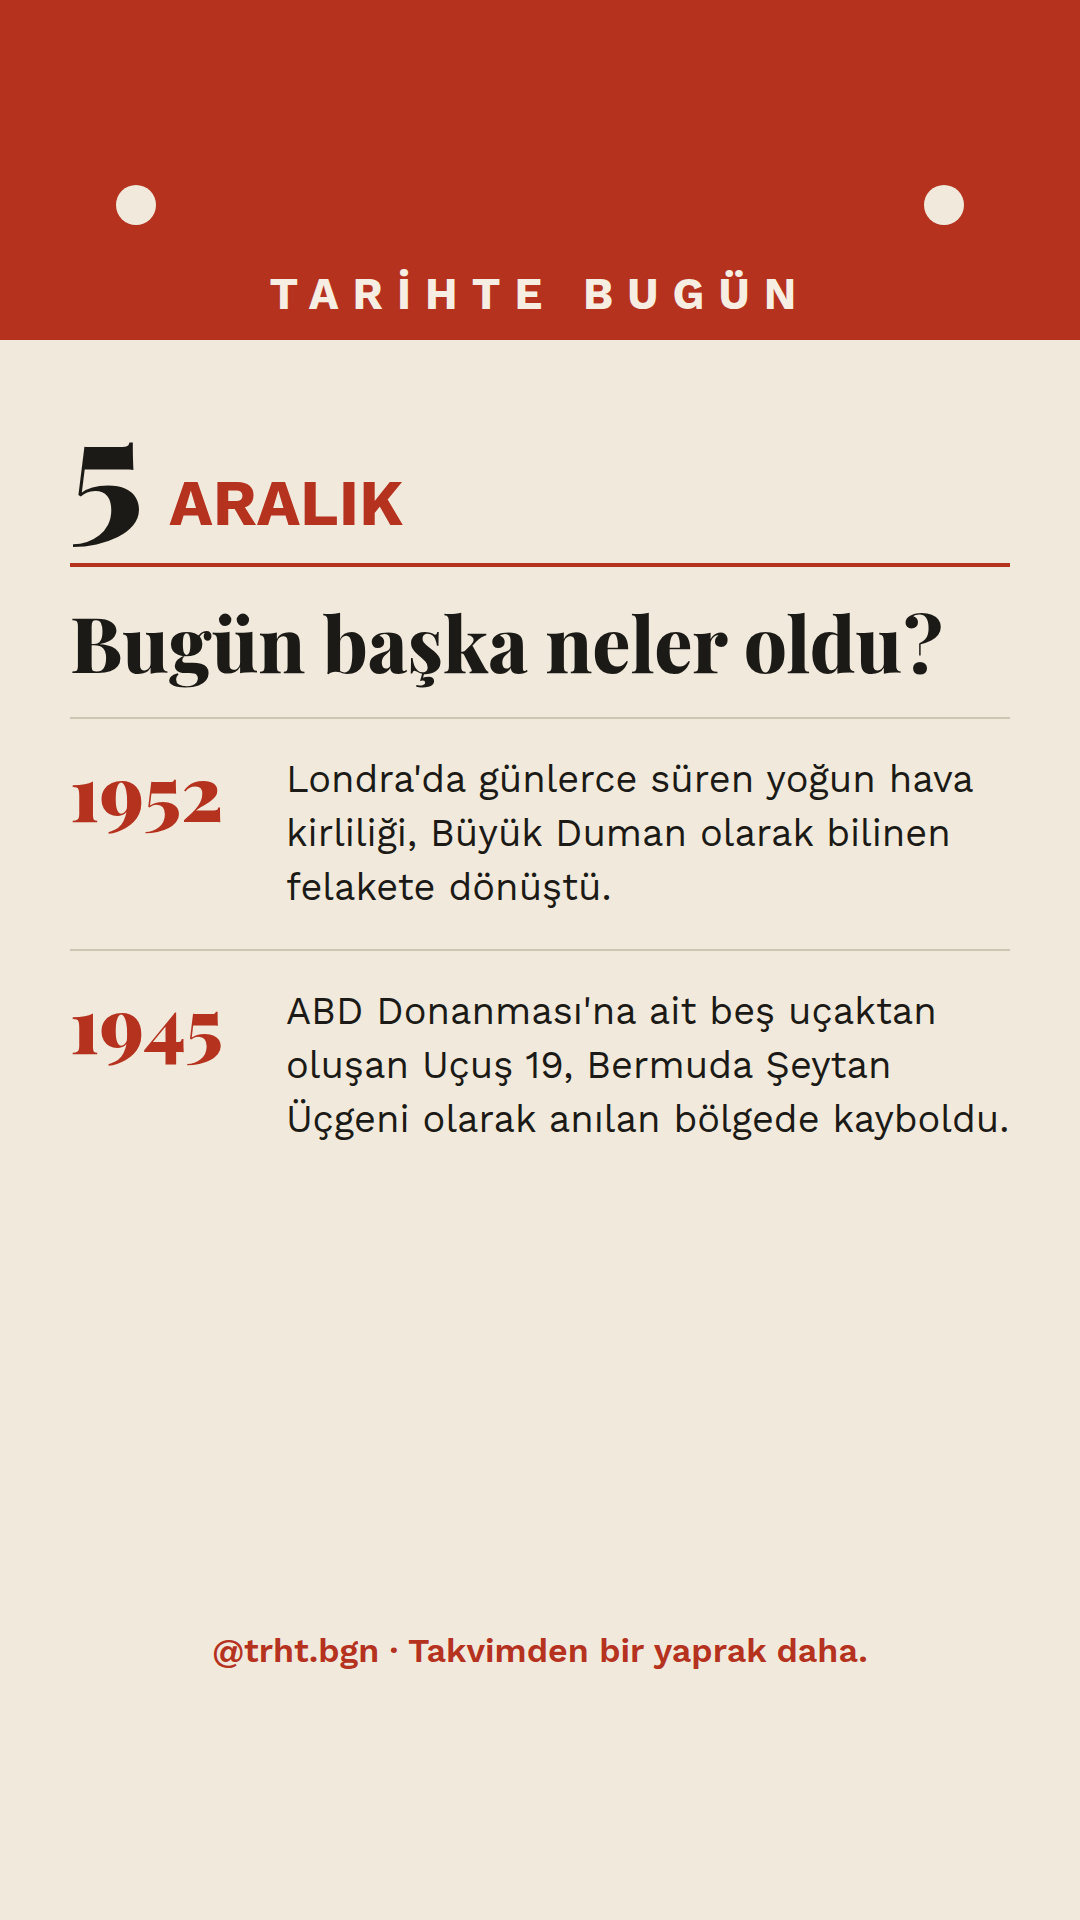 TARİHTE BUGÜN
5 ARALIK
Bugün başka neler oldu?
1952
Londra'da günlerce süren yoğun hava
kirliliği, Büyük Duman olarak bilinen
felakete dönüştü.
1945
ABD Donanması'na ait beş uçaktan
oluşan Uçuş 19, Bermuda Şeytan
Üçgeni olarak anılan bölgede kayboldu.
@trht.bgn · Takvimden bir yaprak daha.